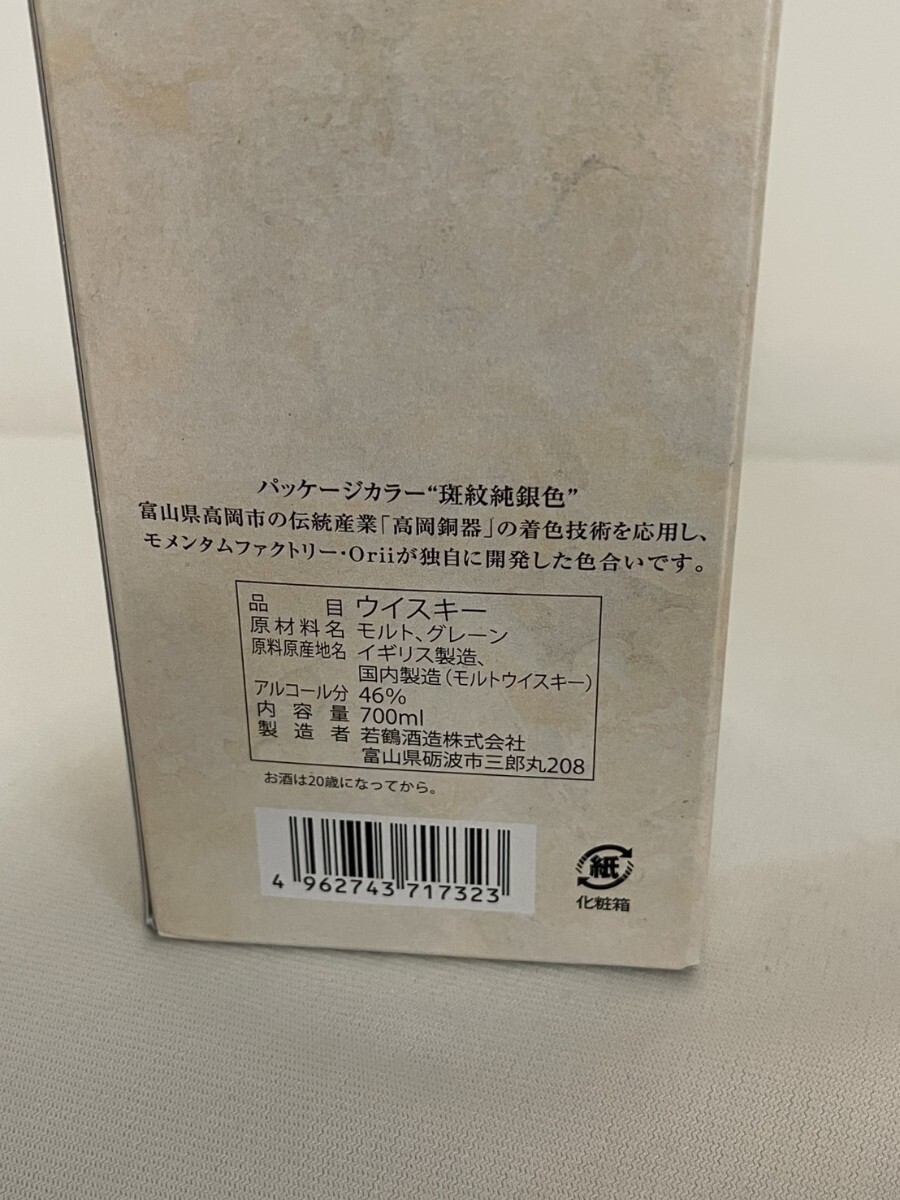 パッケージカラー“斑紋純銀色”
富山県高岡市の伝統産業「高岡銅器」の着色技術を応用し、
モメンタムファクトリー・Oriiが独自に開発した色合いです。
品目 ウイスキー
原材料名 モルト、グレーン
原料原産地名 イギリス製造、
国内製造（モルトウイスキー）
アルコール分 46%
内容量 700ml
製造者 若鶴酒造株式会社
富山県砺波市三郎丸208
お酒は20歳になってから。
4 962743 717323
紙
化粧箱